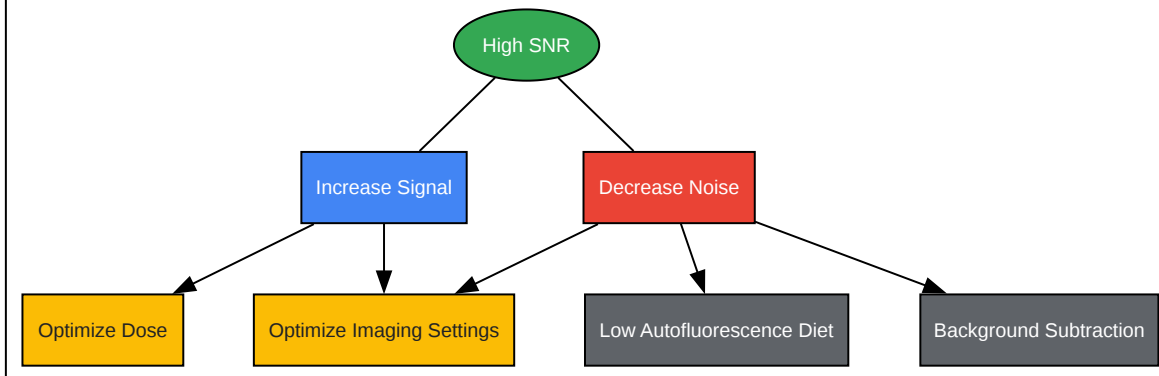 High SNR
Increase Signal
Decrease Noise
Optimize Dose
Optimize Imaging Settings
Low Autofluorescence Diet
Background Subtraction